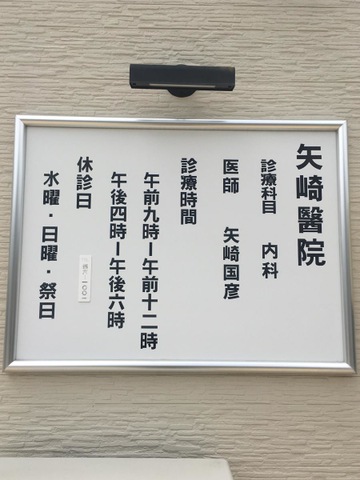 矢崎醫院
診療科目　内科
医師　矢崎国彦
診療時間
午前九時ー午前十二時
午後四時ー午後六時
休診日
水曜・日曜・祭日